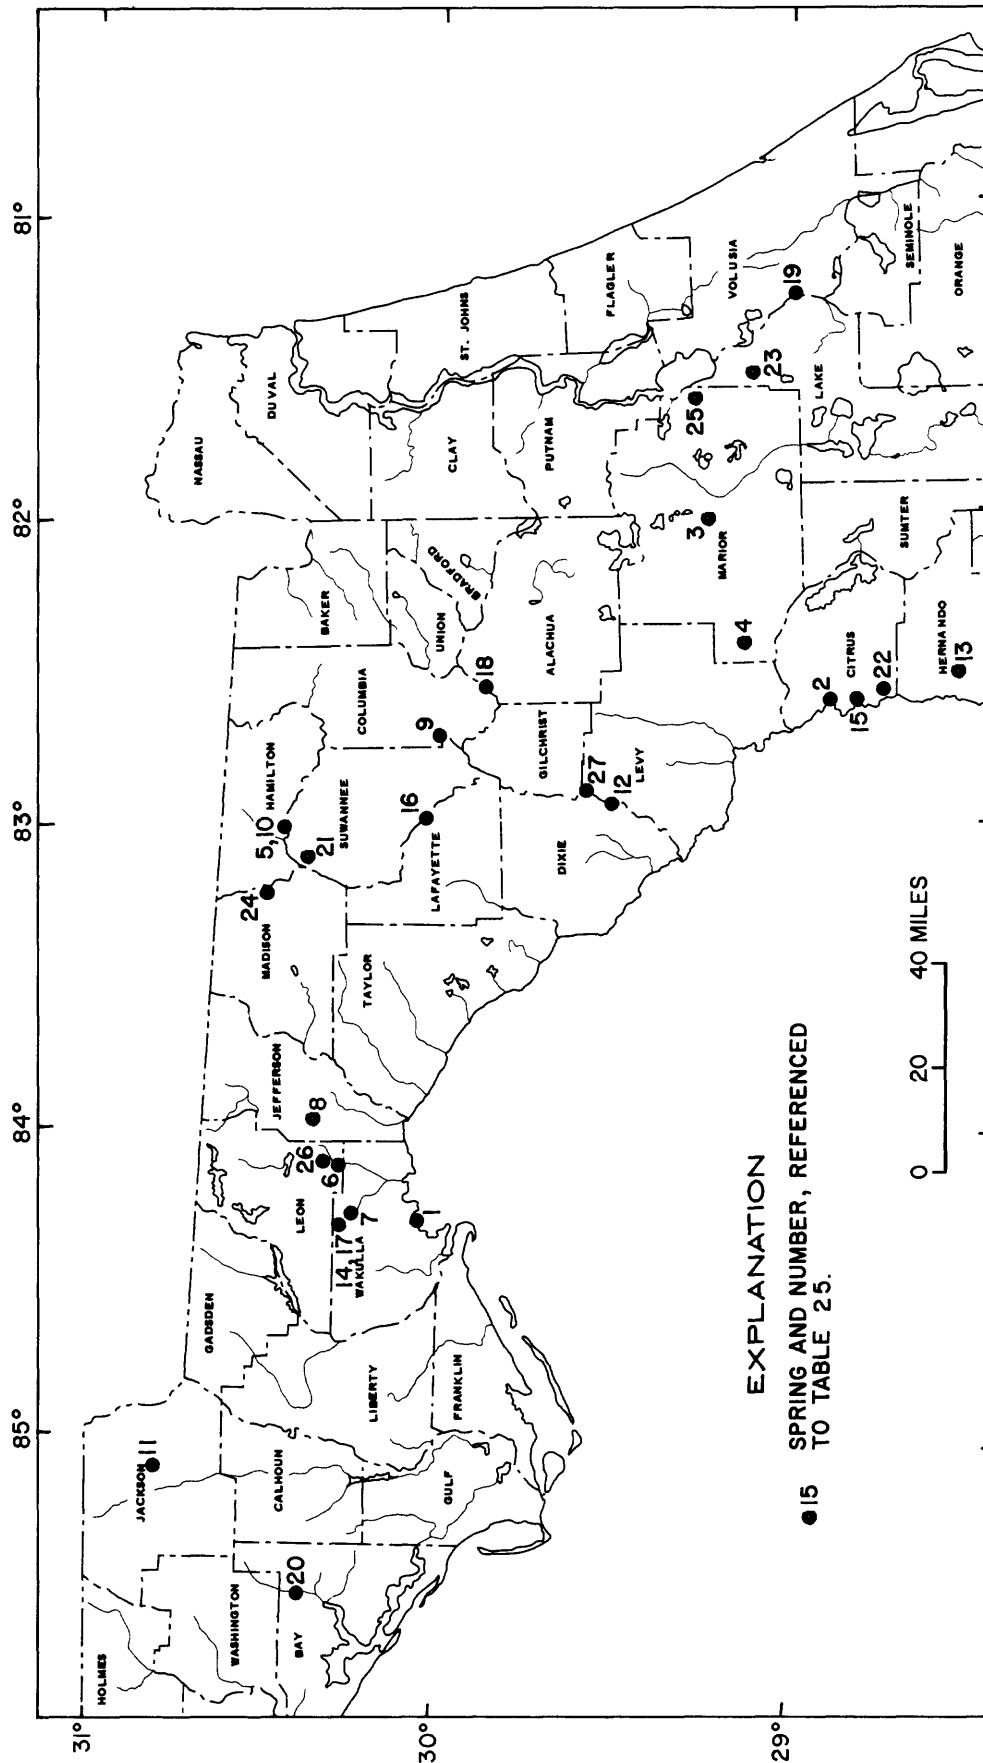 85°
84°
83°
82°
81°
31°
30°
29°
HOLMES
JACKSON
11
WASHINGTON
BAY
20
CALHOUN
GULF
GADSDEN
LIBERTY
FRANKLIN
LEON
14,17
WAKULLA
7
6
26
1
JEFFERSON
8
MADISON
24
TAYLOR
5,10
HAMILTON
21
SUWANNEE
16
LAFAYETTE
DIXIE
COLUMBIA
9
18
GILCHRIST
27
12
LEVY
BAKER
UNION
BRADFORD
ALACHUA
NASSAU
DUVAL
CLAY
PUTNAM
ST. JOHNS
FLAGLER
3
MARIOR
4
25
23
VOLUSIA
19
LAKE
SEMINOLE
ORANGE
SUMTER
2
CITRUS
15
22
HERNANDO
13
EXPLANATION
15
SPRING AND NUMBER, REFERENCED
TO TABLE 25.
0 20 40 MILES